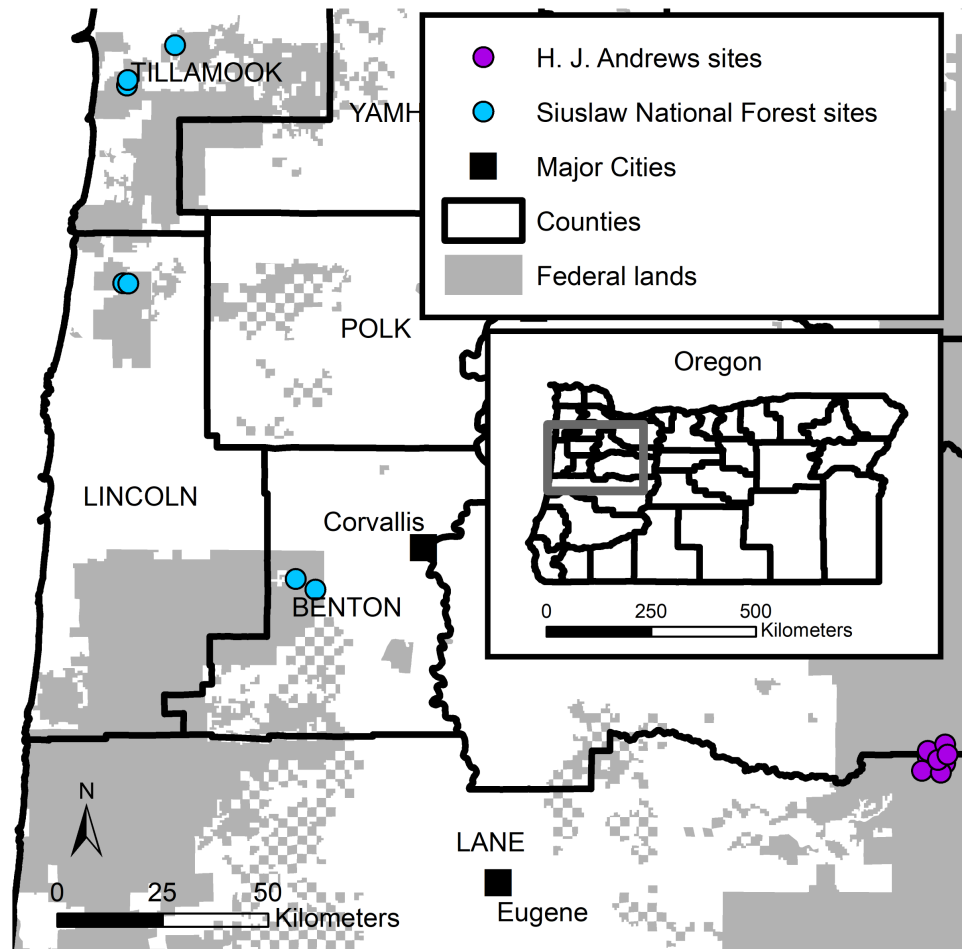 H. J. Andrews sites
Siuslaw National Forest sites
Major Cities
Counties
Federal lands
TILLAMOOK
YAMH
POLK
Oregon
0 250 500
Kilometers
LINCOLN
Corvallis
BENTON
N
LANE
Eugene
0 25 50
Kilometers